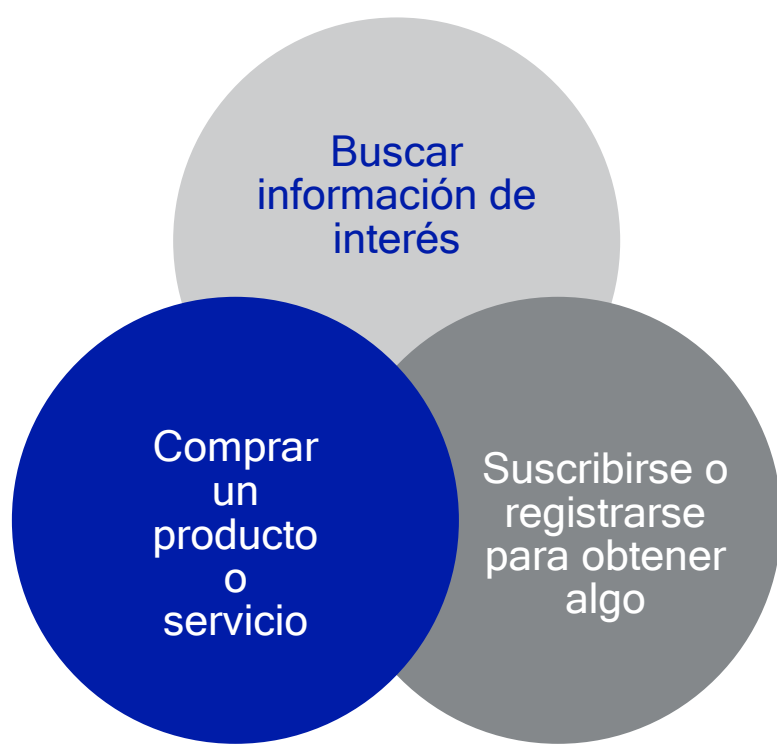 Buscar
información de
interés
Comprar
un
producto
o
servicio
Suscribirse o
registrarse
para obtener
algo